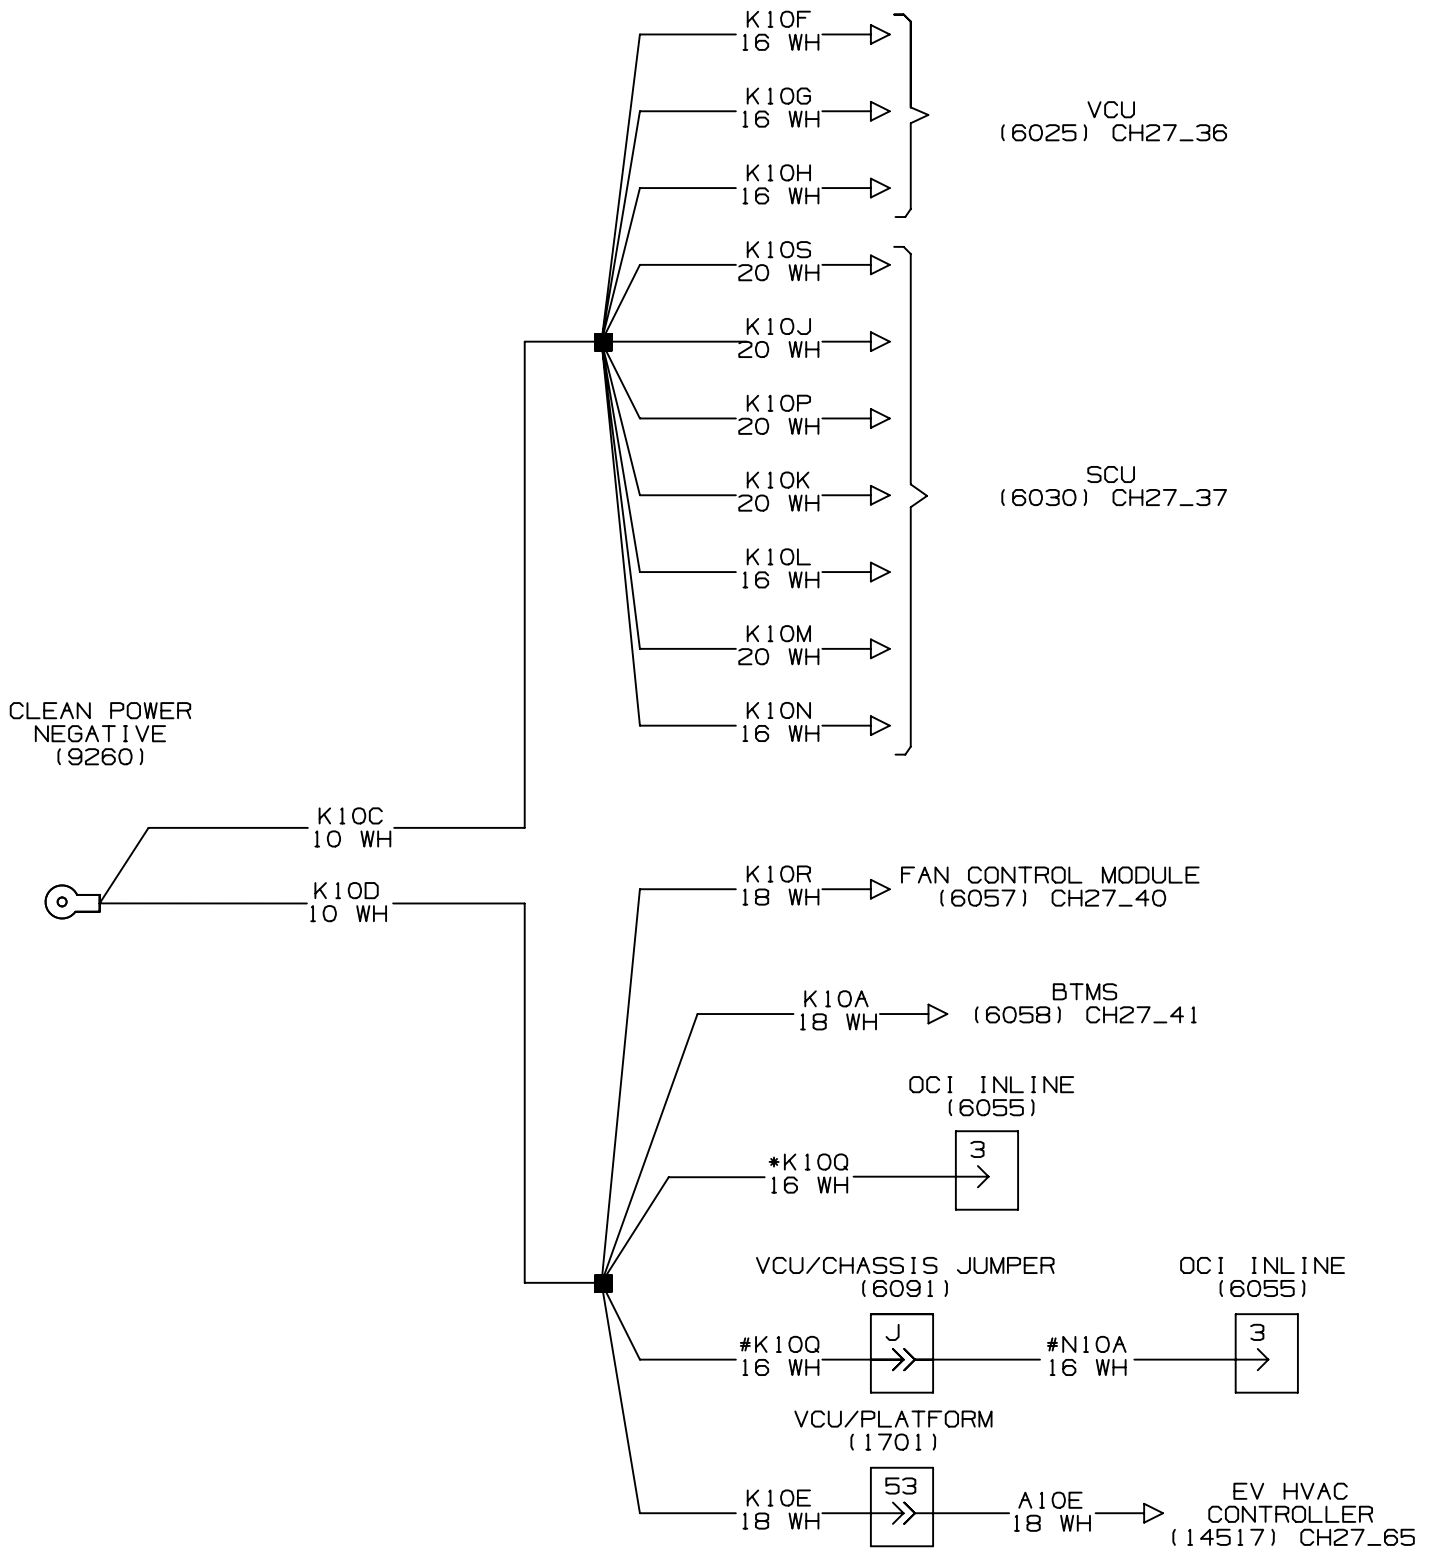 K10F
16 WH
K10G
16 WH
VCU
(6025) CH27_36
K10H
16 WH
K10S
20 WH
K10J
20 WH
K10P
20 WH
K10K
20 WH
SCU
(6030) CH27_37
K10L
16 WH
K10M
20 WH
K10N
16 WH
CLEAN POWER
NEGATIVE
(9260)
K10C
10 WH
K10D
10 WH
K10R
18 WH
FAN CONTROL MODULE
(6057) CH27_40
K10A
18 WH
BTMS
(6058) CH27_41
OCI INLINE
(6055)
3
*K10Q
16 WH
VCU/CHASSIS JUMPER
(6091)
OCI INLINE
(6055)
#K10Q
16 WH
J
#N10A
16 WH
3
VCU/PLATFORM
(1701)
K10E
18 WH
53
A10E
18 WH
EV HVAC
CONTROLLER
(14517) CH27_65